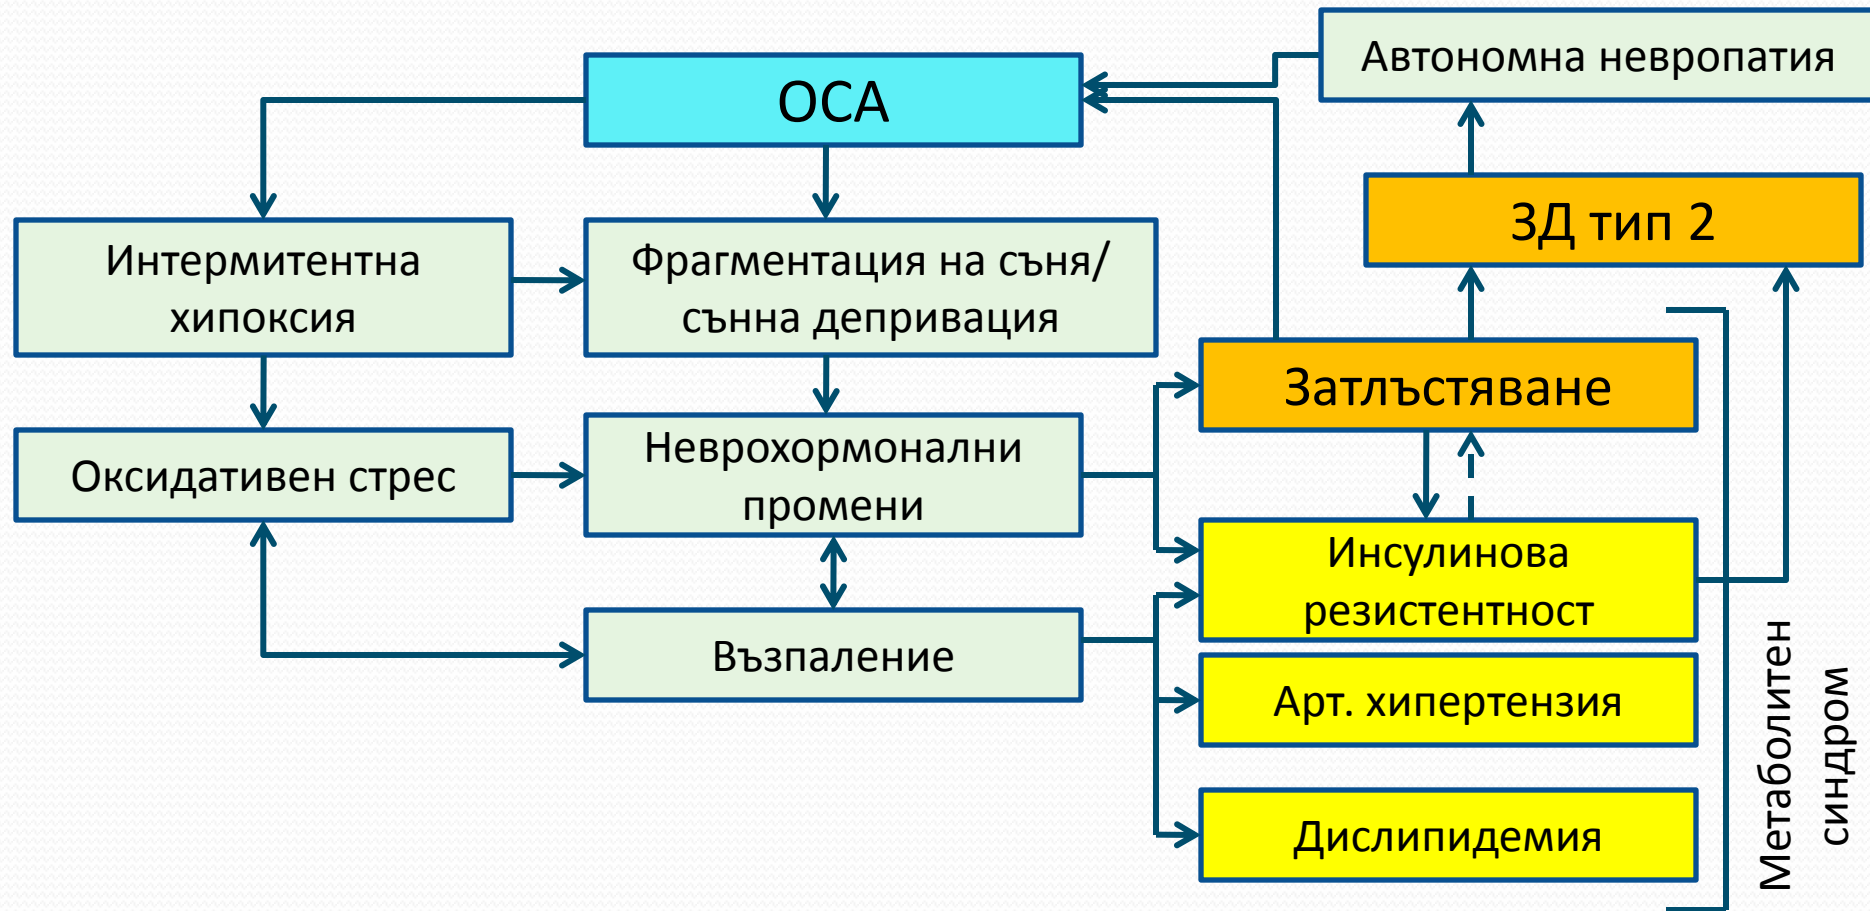 Автономна невропатия
ОСА
ЗД тип 2
Интермитентна
хипоксия
Фрагментация на съня/
сънна депривация
Затлъстяване
Оксидативен стрес
Неврохормонални
промени
Инсулинова
резистентност
Възпаление
Арт. хипертензия
Дислипидемия
Метаболитен
синдром